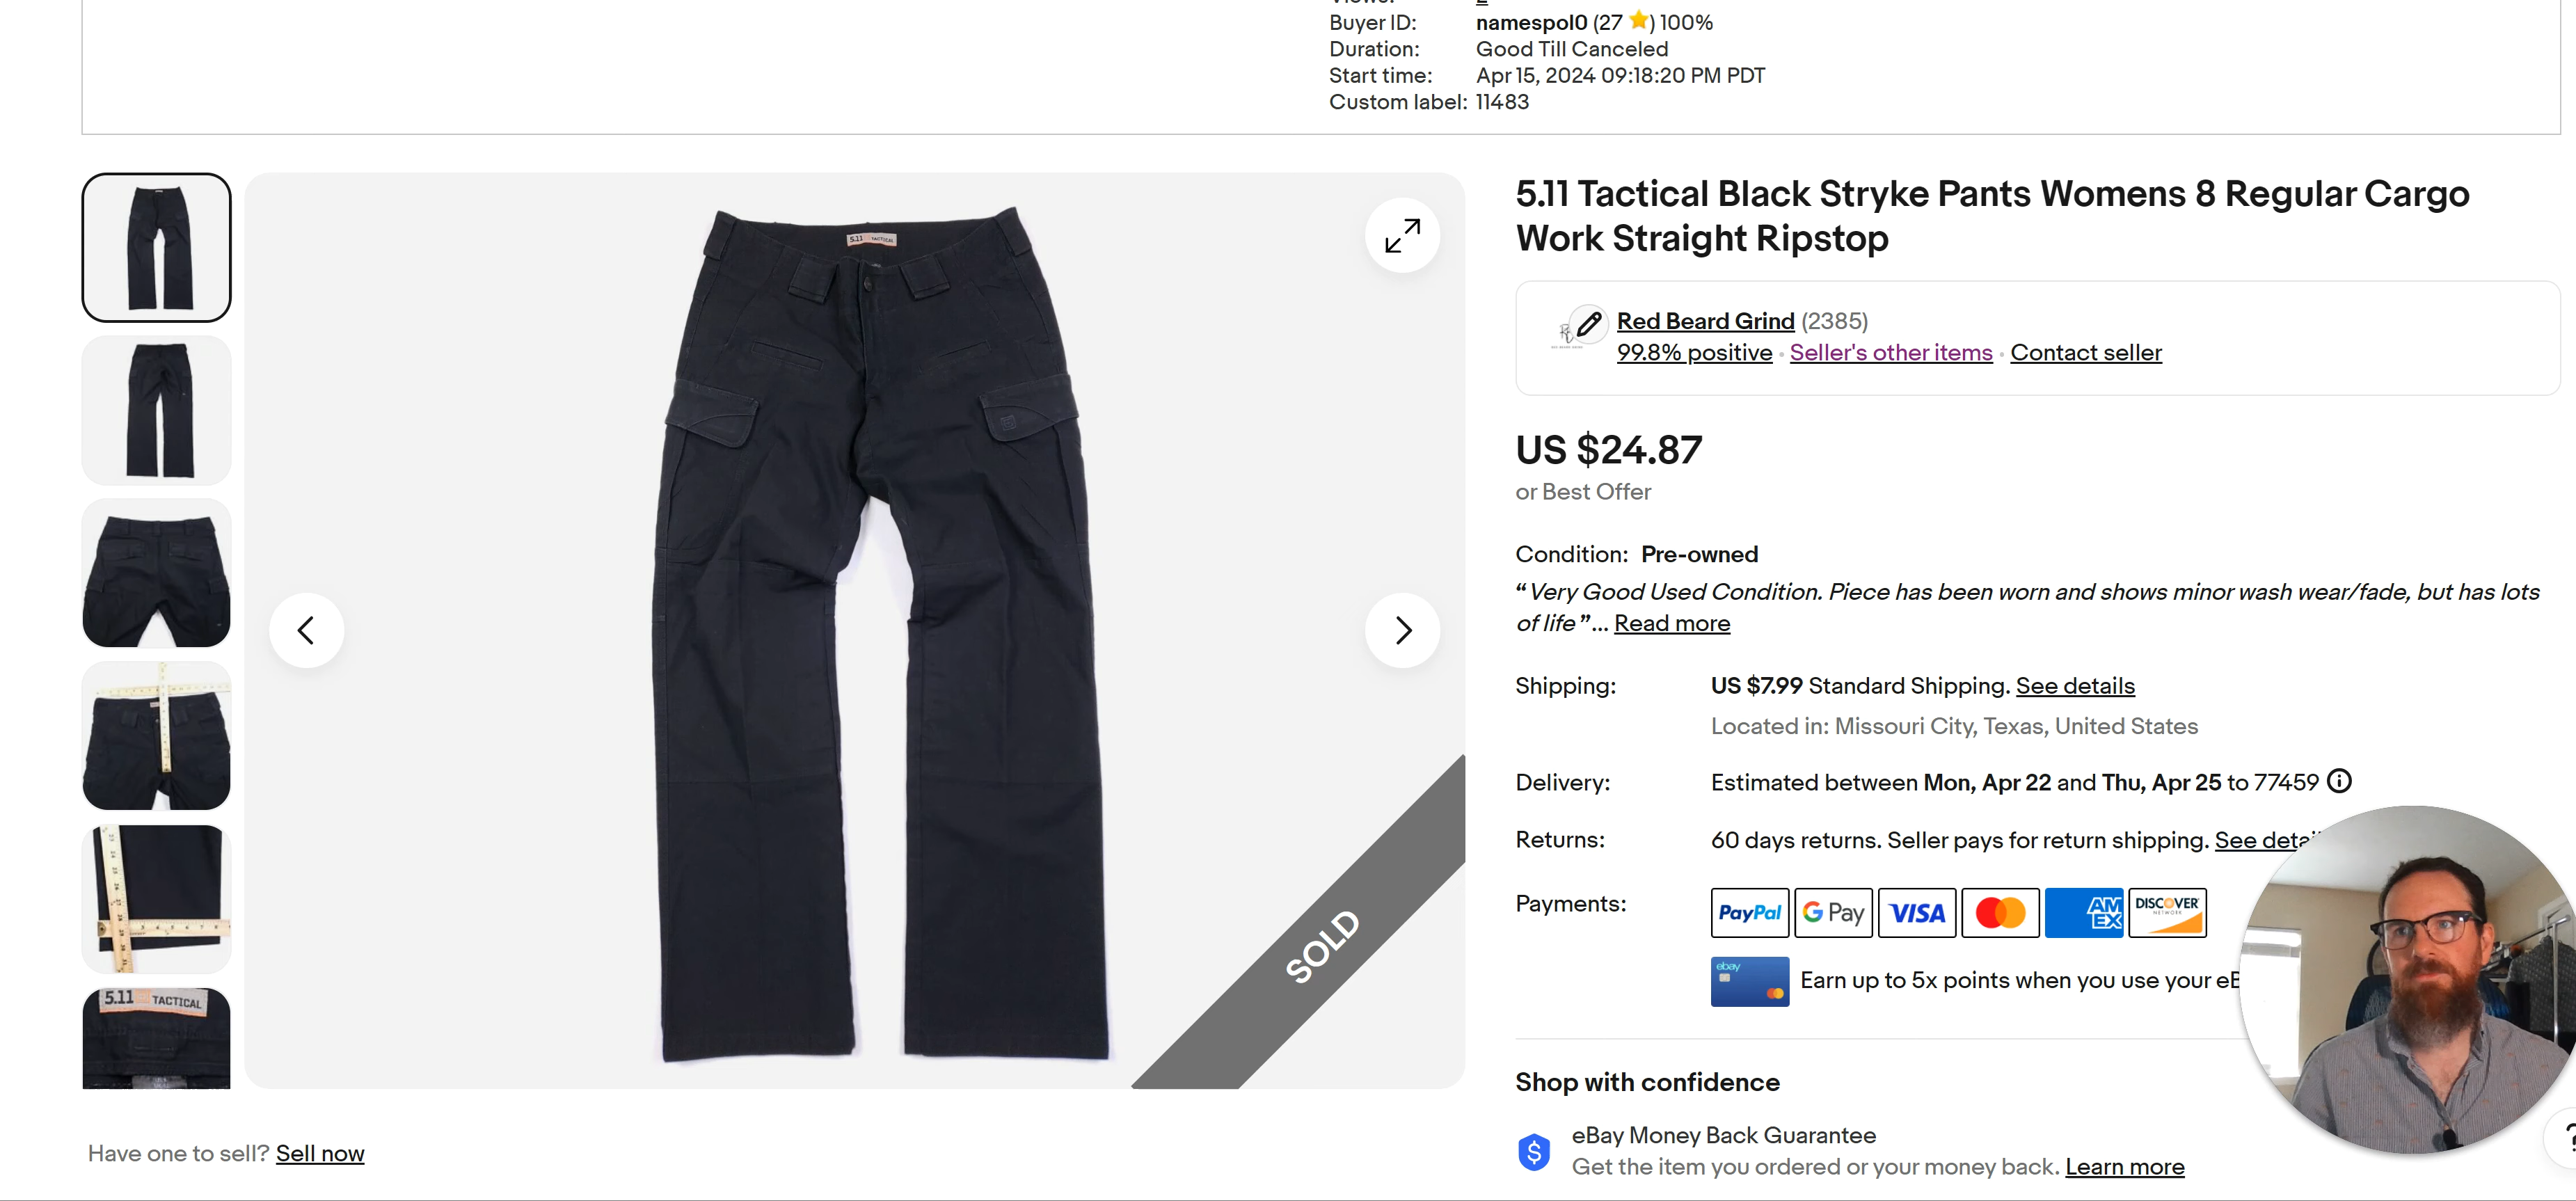 Buyer ID: namespol0 (27 ) 100%
Duration: Good Till Canceled
Start time: Apr 15, 2024 09:18:20 PM PDT
Custom label: 11483
5.11 Tactical Black Stryke Pants Womens 8 Regular Cargo
Work Straight Ripstop
Red Beard Grind (2385)
99.8% positive · Seller's other items · Contact seller
US $24.87
or Best Offer
Condition: Pre-owned
“Very Good Used Condition. Piece has been worn and shows minor wash wear/fade, but has lots
of life”... Read more
Shipping: US $7.99 Standard Shipping. See details
Located in: Missouri City, Texas, United States
Delivery: Estimated between Mon, Apr 22 and Thu, Apr 25 to 77459
Returns: 60 days returns. Seller pays for return shipping. See
Payments: PayPal G Pay VISA AM EX DISCOVER NETWORK
ebay Earn up to 5x points when you use your
Shop with confidence
eBay Money Back Guarantee
Get the item you ordered or your money back. Learn more
5.11 TACTICAL
SOLD
5.11 TACTICAL
Have one to sell? Sell now